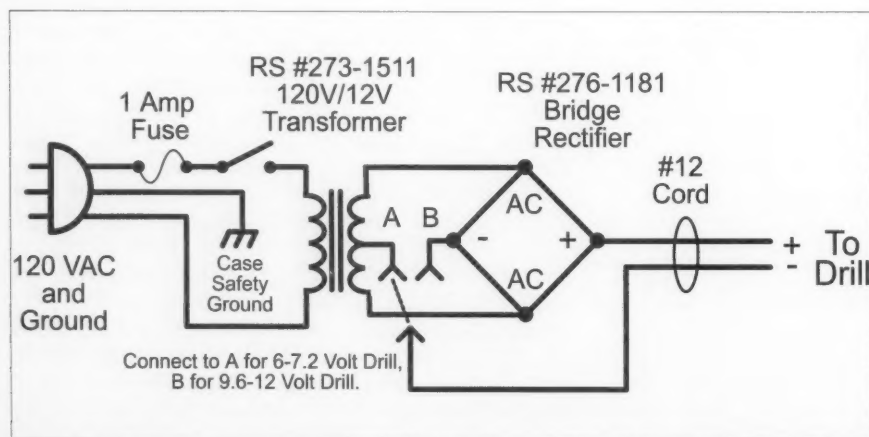 RS #273-1511
120V/12V
Transformer
1 Amp
Fuse
RS #276-1181
Bridge
Rectifier
#12
Cord
A
B
AC
-
+
AC
120 VAC
and
Ground
Case
Safety
Ground
+
-
To
Drill
Connect to A for 6-7.2 Volt Drill,
B for 9.6-12 Volt Drill.